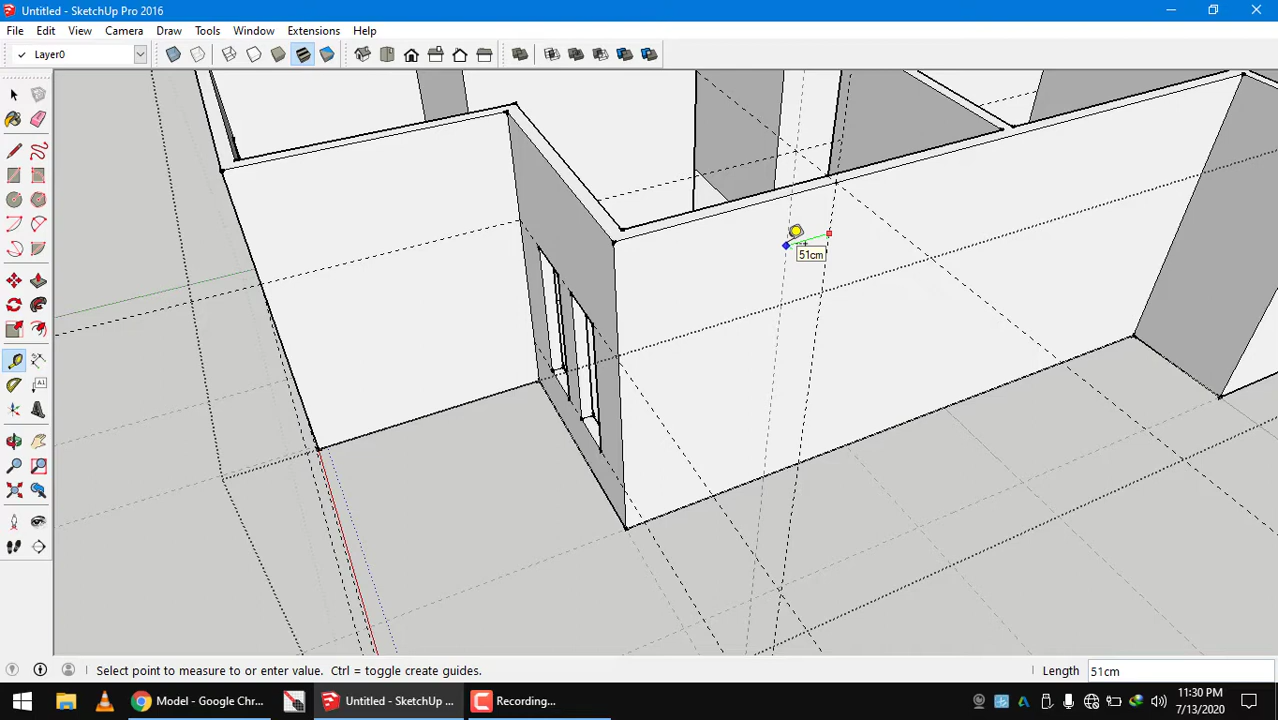 Untitled - SketchUp Pro 2016
File Edit View Camera Draw Tools Window Extensions Help
Layer0
51cm
Select point to measure to or enter value. Ctrl = toggle create guides.
Length 51cm
Model - Google Chr...
Untitled - SketchUp ...
Recording...
11:30 PM
7/13/2020